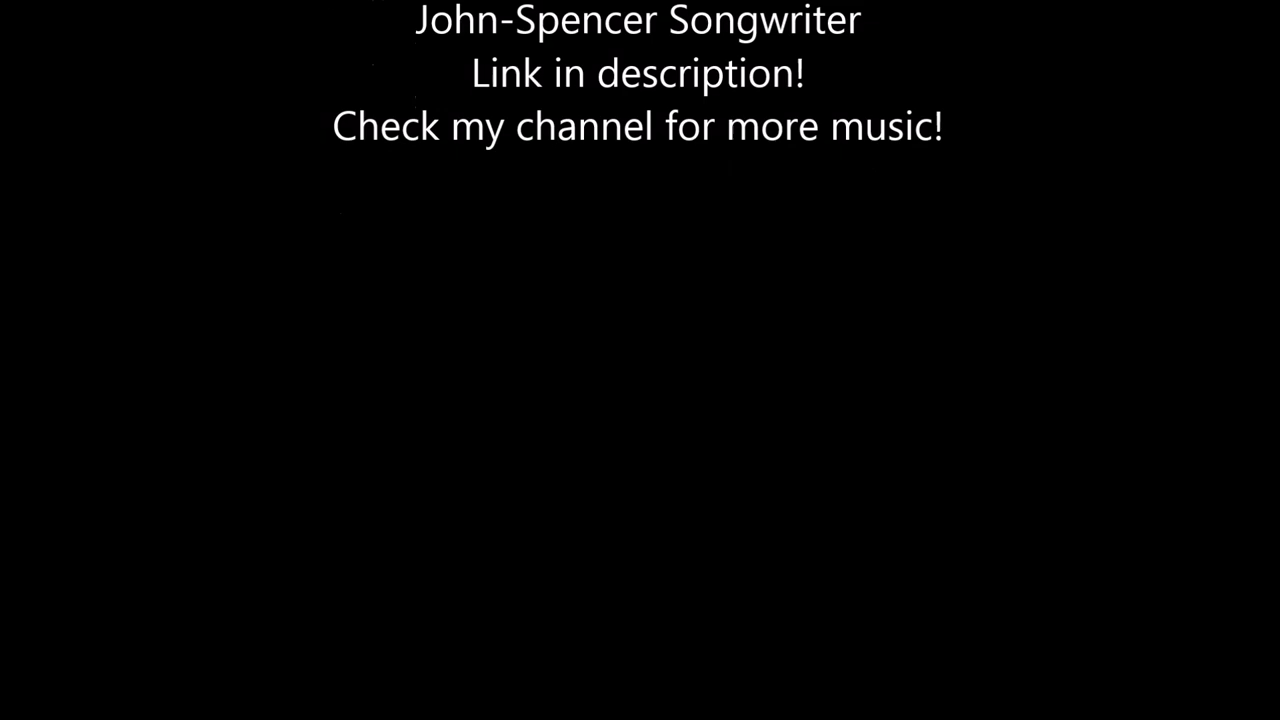 John-Spencer Songwriter
Link in description!
Check my channel for more music!